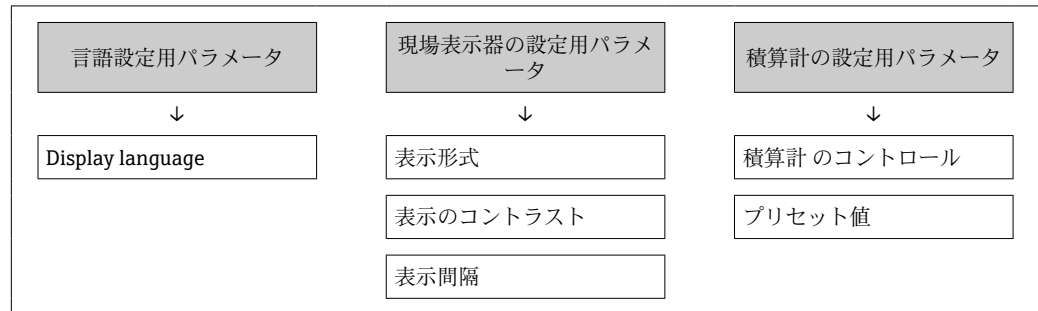 言語設定用パラメータ
現場表示器の設定用パラメ
ータ
積算計の設定用パラメータ
↓
↓
↓
Display language
表示形式
積算計 のコントロール
表示のコントラスト
プリセット値
表示間隔